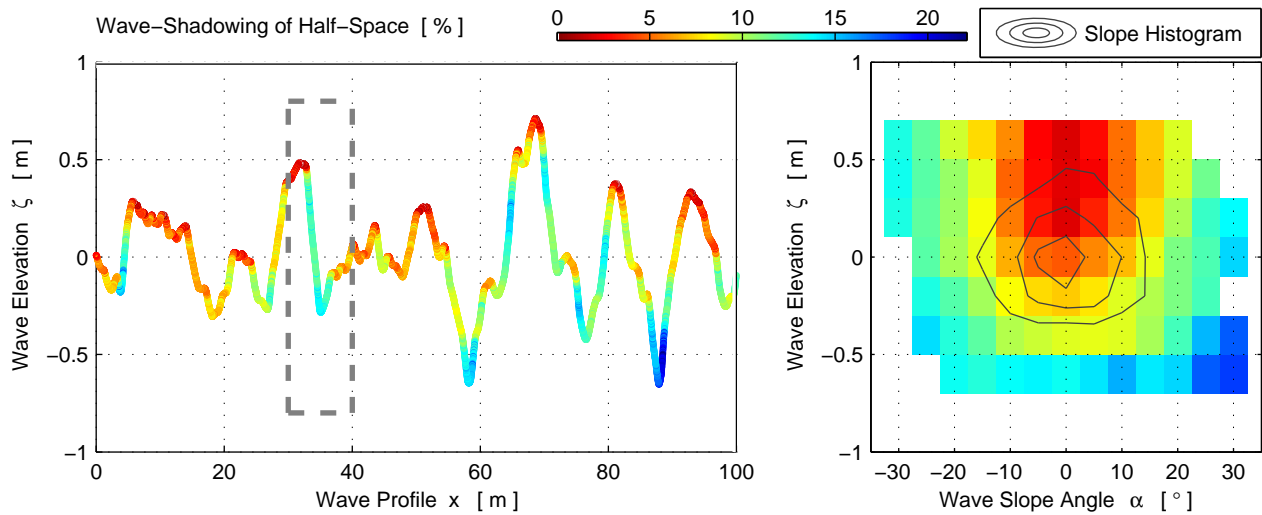 Wave−Shadowing of Half−Space [ % ]
0 5 10 15 20
Slope Histogram
Wave Elevation ζ [ m ]
1
0.5
0
−0.5
−1
0 20 40 60 80 100
Wave Profile x [ m ]
Wave Elevation ζ [ m ]
1
0.5
0
−0.5
−1
−30 −20 −10 0 10 20 30
Wave Slope Angle α [ ° ]